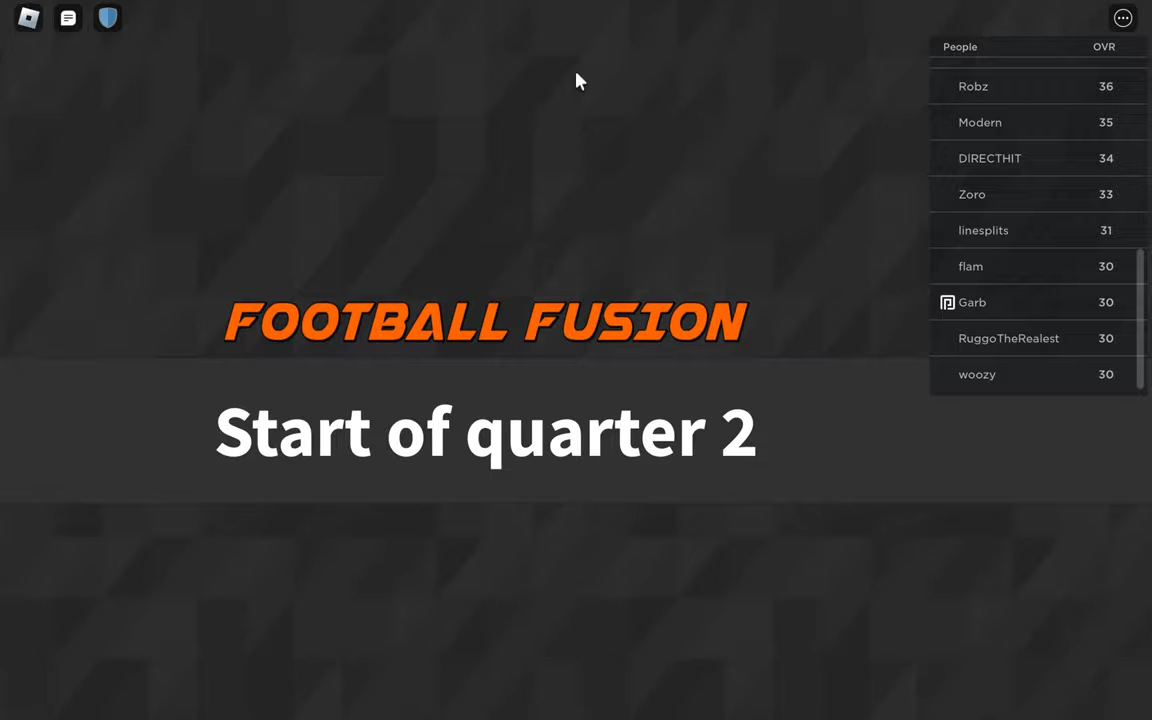 People OVR
Robz 36
Modern 35
DIRECTHIT 34
Zoro 33
linesplits 31
flam 30
Garb 30
RuggoTheRealest 30
woozy 30
FOOTBALL FUSION
Start of quarter 2